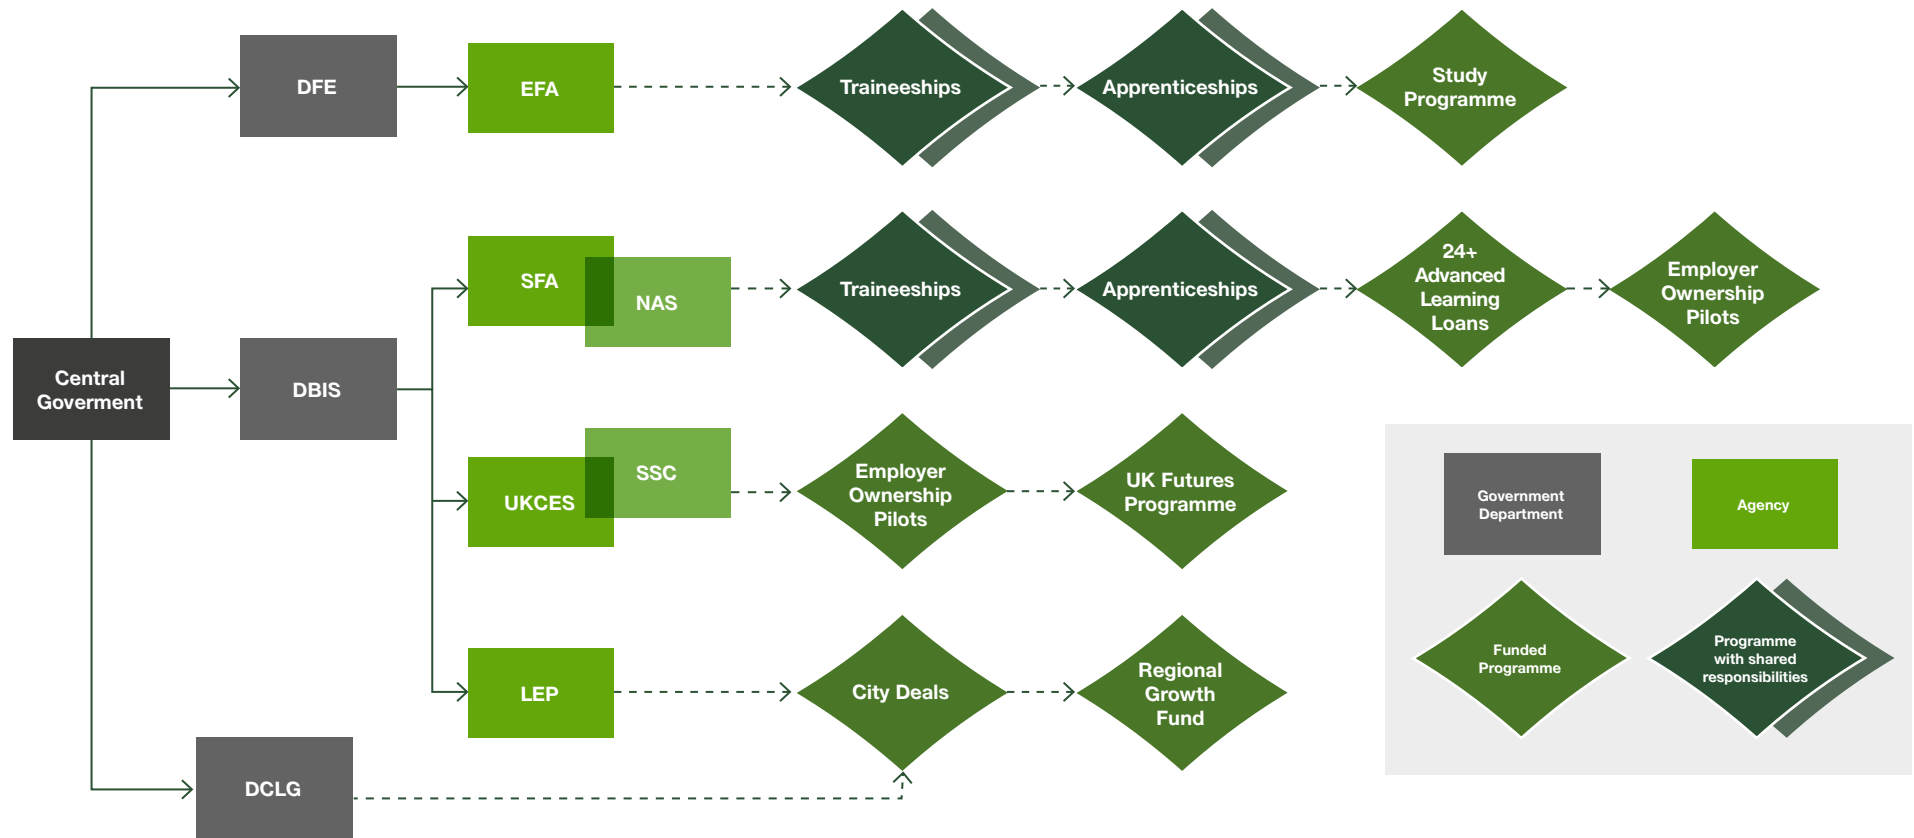 DFE
EFA
Traineeships
Apprenticeships
Study
Programme
SFA
NAS
Traineeships
Apprenticeships
24+
Advanced
Learning
Loans
Employer
Ownership
Pilots
Central
Goverment
DBIS
UKCES
SSC
Employer
Ownership
Pilots
UK Futures
Programme
LEP
City Deals
Regional
Growth
Fund
DCLG
Government
Department
Agency
Funded
Programme
Programme
with shared
responsibilities